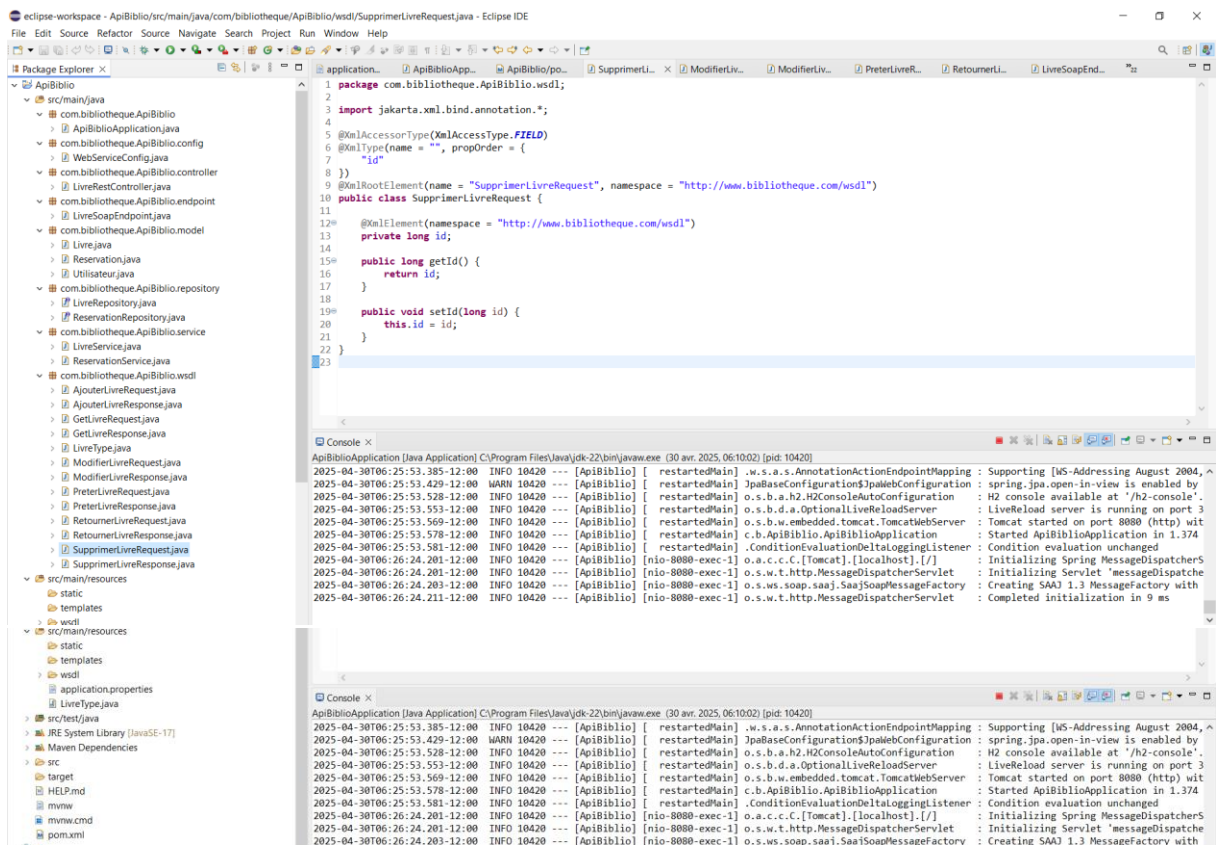 eclipse-workspace - ApiBiblio/src/main/java/com/bibliotheque/ApiBiblio/wsdl/SupprimerLivreRequest.java - Eclipse IDE
File Edit Source Refactor Source Navigate Search Project Run Window Help
Package Explorer ×
application... ApiBiblioApp... ApiBiblio/po... SupprimerLi... × ModifierLiv... ModifierLiv... PreterLivreR... RetournerLi... LivreSoapEnd... »22
ApiBiblio
src/main/java
com.bibliotheque.ApiBiblio
ApiBiblioApplication.java
com.bibliotheque.ApiBiblio.config
WebServiceConfig.java
com.bibliotheque.ApiBiblio.controller
LivreRestController.java
com.bibliotheque.ApiBiblio.endpoint
LivreSoapEndpoint.java
com.bibliotheque.ApiBiblio.model
Livre.java
Reservation.java
Utilisateur.java
com.bibliotheque.ApiBiblio.repository
LivreRepository.java
ReservationRepository.java
com.bibliotheque.ApiBiblio.service
LivreService.java
ReservationService.java
com.bibliotheque.ApiBiblio.wsdl
AjouterLivreRequest.java
AjouterLivreResponse.java
GetLivreRequest.java
GetLivreResponse.java
LivreType.java
ModifierLivreRequest.java
ModifierLivreResponse.java
PreterLivreRequest.java
PreterLivreResponse.java
RetournerLivreRequest.java
RetournerLivreResponse.java
SupprimerLivreRequest.java
SupprimerLivreResponse.java
src/main/resources
static
templates
wsdl
1 package com.bibliotheque.ApiBiblio.wsdl;
2
3 import jakarta.xml.bind.annotation.*;
4
5 @XmlAccessorType(XmlAccessType.FIELD)
6 @XmlType(name = "", propOrder = {
7 "id"
8 })
9 @XmlRootElement(name = "SupprimerLivreRequest", namespace = "http://www.bibliotheque.com/wsdl")
10 public class SupprimerLivreRequest {
11
12 @XmlElement(namespace = "http://www.bibliotheque.com/wsdl")
13 private long id;
14
15 public long getId() {
16 return id;
17 }
18
19 public void setId(long id) {
20 this.id = id;
21 }
22 }
23
Console ×
ApiBiblioApplication [Java Application] C:\Program Files\Java\jdk-22\bin\javaw.exe (30 avr. 2025, 06:10:02) [pid: 10420]
2025-04-30T06:25:53.385-12:00 INFO 10420 --- [ApiBiblio] [ restartedMain] .w.s.a.s.AnnotationActionEndpointMapping : Supporting [WS-Addressing August 2004,
2025-04-30T06:25:53.429-12:00 WARN 10420 --- [ApiBiblio] [ restartedMain] JpaBaseConfiguration$JpaWebConfiguration : spring.jpa.open-in-view is enabled by
2025-04-30T06:25:53.528-12:00 INFO 10420 --- [ApiBiblio] [ restartedMain] o.s.b.a.h2.H2ConsoleAutoConfiguration : H2 console available at '/h2-console'.
2025-04-30T06:25:53.553-12:00 INFO 10420 --- [ApiBiblio] [ restartedMain] o.s.b.d.a.OptionalLiveReloadServer : LiveReload server is running on port 3
2025-04-30T06:25:53.569-12:00 INFO 10420 --- [ApiBiblio] [ restartedMain] o.s.b.w.embedded.tomcat.TomcatWebServer : Tomcat started on port 8080 (http) wit
2025-04-30T06:25:53.578-12:00 INFO 10420 --- [ApiBiblio] [ restartedMain] c.b.ApiBiblio.ApiBiblioApplication : Started ApiBiblioApplication in 1.374
2025-04-30T06:25:53.581-12:00 INFO 10420 --- [ApiBiblio] [ restartedMain] .ConditionEvaluationDeltaLoggingListener : Condition evaluation unchanged
2025-04-30T06:26:24.201-12:00 INFO 10420 --- [ApiBiblio] [nio-8080-exec-1] o.a.c.c.C.[Tomcat].[localhost].[/] : Initializing Spring MessageDispatcherS
2025-04-30T06:26:24.201-12:00 INFO 10420 --- [ApiBiblio] [nio-8080-exec-1] o.s.w.t.http.MessageDispatcherServlet : Initializing Servlet 'messageDispatche
2025-04-30T06:26:24.203-12:00 INFO 10420 --- [ApiBiblio] [nio-8080-exec-1] o.s.ws.soap.saaj.SaajSoapMessageFactory : Creating SAAJ 1.3 MessageFactory with
2025-04-30T06:26:24.211-12:00 INFO 10420 --- [ApiBiblio] [nio-8080-exec-1] o.s.w.t.http.MessageDispatcherServlet : Completed initialization in 9 ms
src/main/resources
static
templates
wsdl
application.properties
LivreType.java
src/test/java
JRE System Library [JavaSE-17]
Maven Dependencies
src
target
HELP.md
mvnw
mvnw.cmd
pom.xml
Console ×
ApiBiblioApplication [Java Application] C:\Program Files\Java\jdk-22\bin\javaw.exe (30 avr. 2025, 06:10:02) [pid: 10420]
2025-04-30T06:25:53.385-12:00 INFO 10420 --- [ApiBiblio] [ restartedMain] .w.s.a.s.AnnotationActionEndpointMapping : Supporting [WS-Addressing August 2004,
2025-04-30T06:25:53.429-12:00 WARN 10420 --- [ApiBiblio] [ restartedMain] JpaBaseConfiguration$JpaWebConfiguration : spring.jpa.open-in-view is enabled by
2025-04-30T06:25:53.528-12:00 INFO 10420 --- [ApiBiblio] [ restartedMain] o.s.b.a.h2.H2ConsoleAutoConfiguration : H2 console available at '/h2-console'.
2025-04-30T06:25:53.553-12:00 INFO 10420 --- [ApiBiblio] [ restartedMain] o.s.b.d.a.OptionalLiveReloadServer : LiveReload server is running on port 3
2025-04-30T06:25:53.569-12:00 INFO 10420 --- [ApiBiblio] [ restartedMain] o.s.b.w.embedded.tomcat.TomcatWebServer : Tomcat started on port 8080 (http) wit
2025-04-30T06:25:53.578-12:00 INFO 10420 --- [ApiBiblio] [ restartedMain] c.b.ApiBiblio.ApiBiblioApplication : Started ApiBiblioApplication in 1.374
2025-04-30T06:25:53.581-12:00 INFO 10420 --- [ApiBiblio] [ restartedMain] .ConditionEvaluationDeltaLoggingListener : Condition evaluation unchanged
2025-04-30T06:26:24.201-12:00 INFO 10420 --- [ApiBiblio] [nio-8080-exec-1] o.a.c.c.C.[Tomcat].[localhost].[/] : Initializing Spring MessageDispatcherS
2025-04-30T06:26:24.201-12:00 INFO 10420 --- [ApiBiblio] [nio-8080-exec-1] o.s.w.t.http.MessageDispatcherServlet : Initializing Servlet 'messageDispatche
2025-04-30T06:26:24.203-12:00 INFO 10420 --- [ApiBiblio] [nio-8080-exec-1] o.s.ws.soap.saaj.SaajSoapMessageFactory : Creating SAAJ 1.3 MessageFactory with